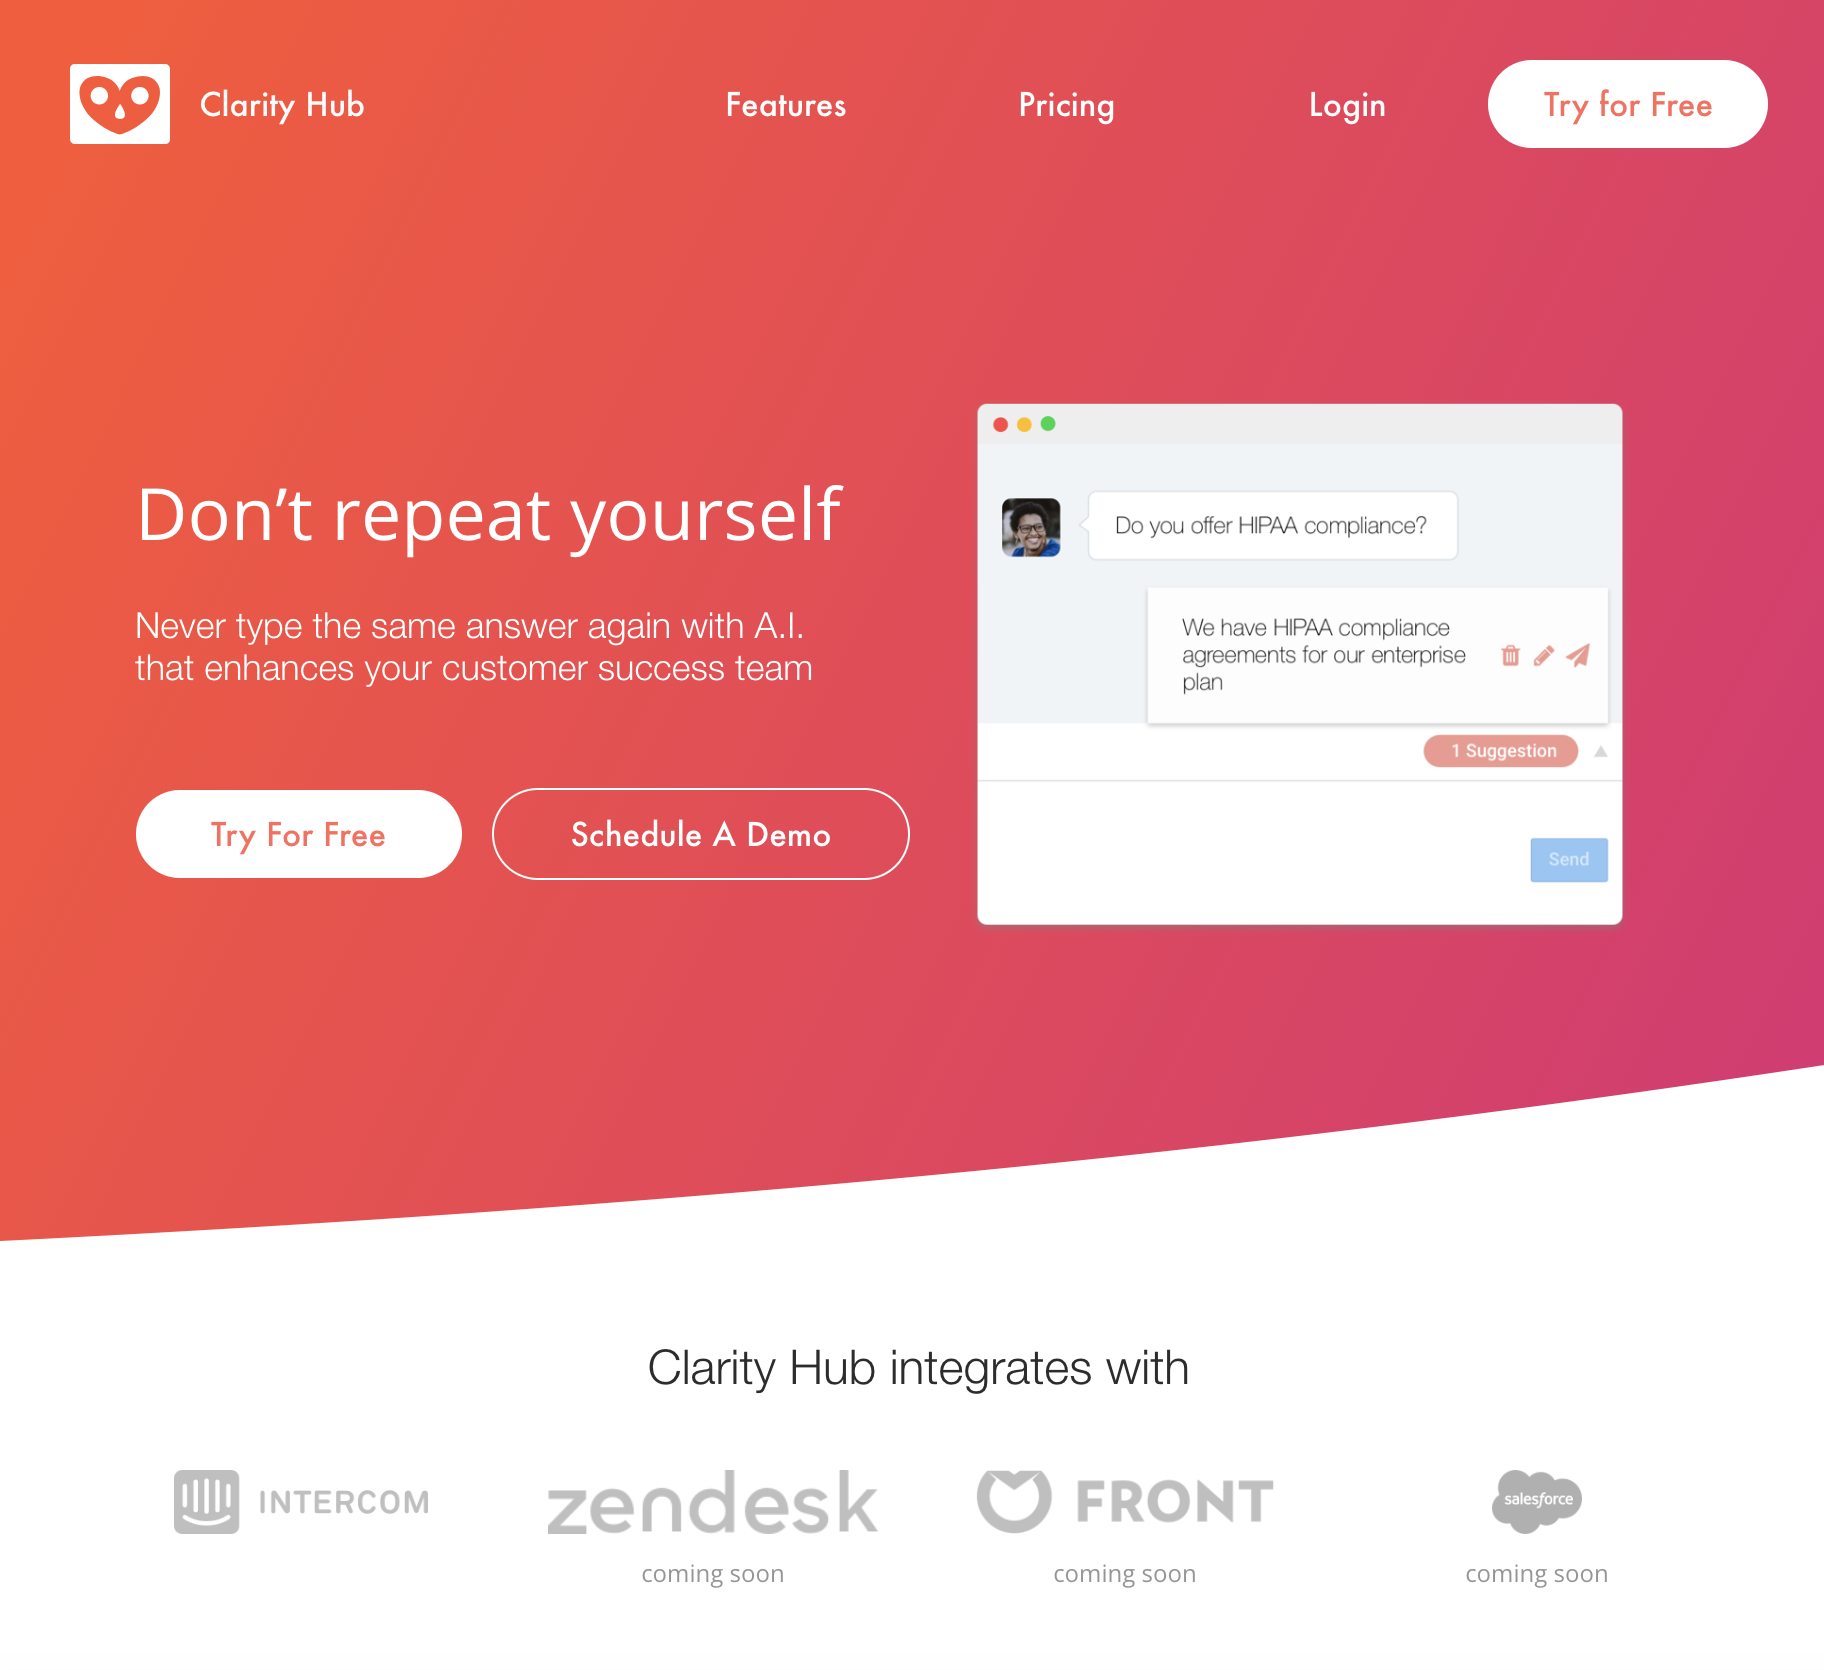 Clarity Hub
Features
Pricing
Login
Try for Free
Don’t repeat yourself
Never type the same answer again with A.I.
that enhances your customer success team
Try For Free
Schedule A Demo
Do you offer HIPAA compliance?
We have HIPAA compliance
agreements for our enterprise
plan
1 Suggestion
Send
Clarity Hub integrates with
INTERCOM
zendesk
coming soon
FRONT
coming soon
salesforce
coming soon